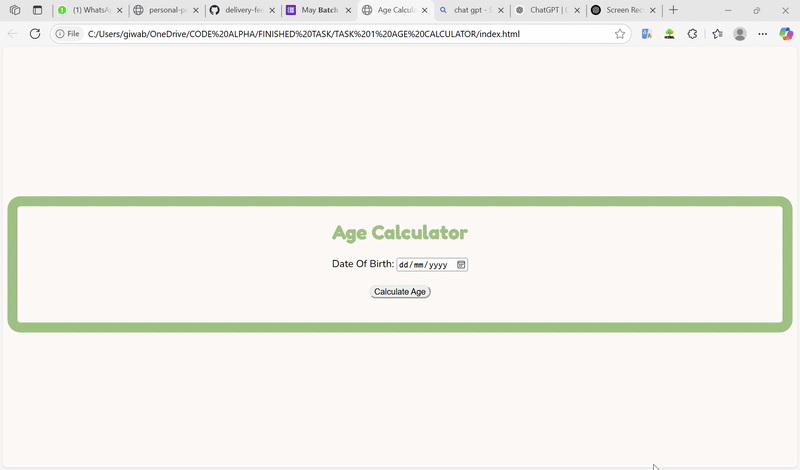 (1) WhatsA
personal-p
delivery-fe
May Batch
Age Calcula
chat gpt - S
ChatGPT | C
Screen Rec
File
C:/Users/giwab/OneDrive/CODE%20ALPHA/FINISHED%20TASK/TASK%201%20AGE%20CALCULATOR/index.html
Age Calculator
Date Of Birth: dd/mm/yyyy
Calculate Age